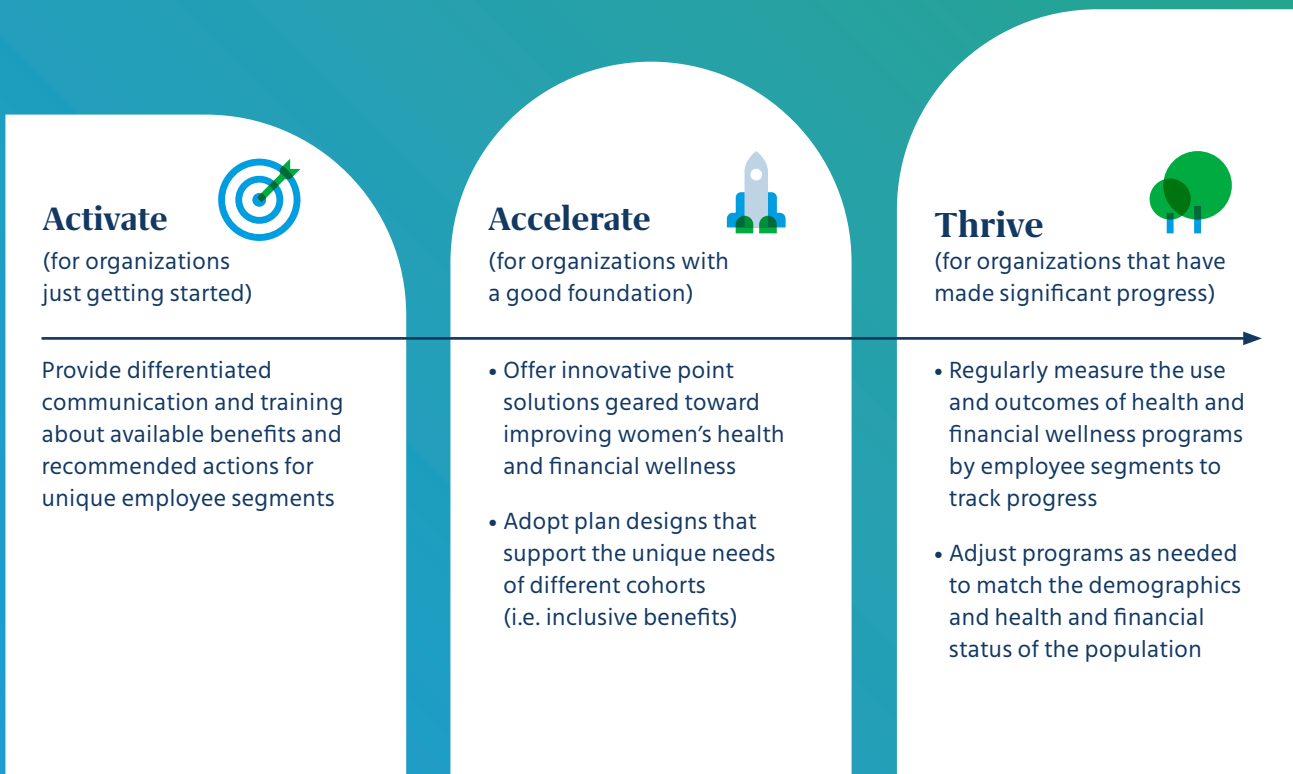 Activate
(for organizations
just getting started)
Provide differentiated
communication and training
about available benefits and
recommended actions for
unique employee segments
Accelerate
(for organizations with
a good foundation)
• Offer innovative point
solutions geared toward
improving women’s health
and financial wellness
• Adopt plan designs that
support the unique needs
of different cohorts
(i.e. inclusive benefits)
Thrive
(for organizations that have
made significant progress)
• Regularly measure the use
and outcomes of health and
financial wellness programs
by employee segments to
track progress
• Adjust programs as needed
to match the demographics
and health and financial
status of the population